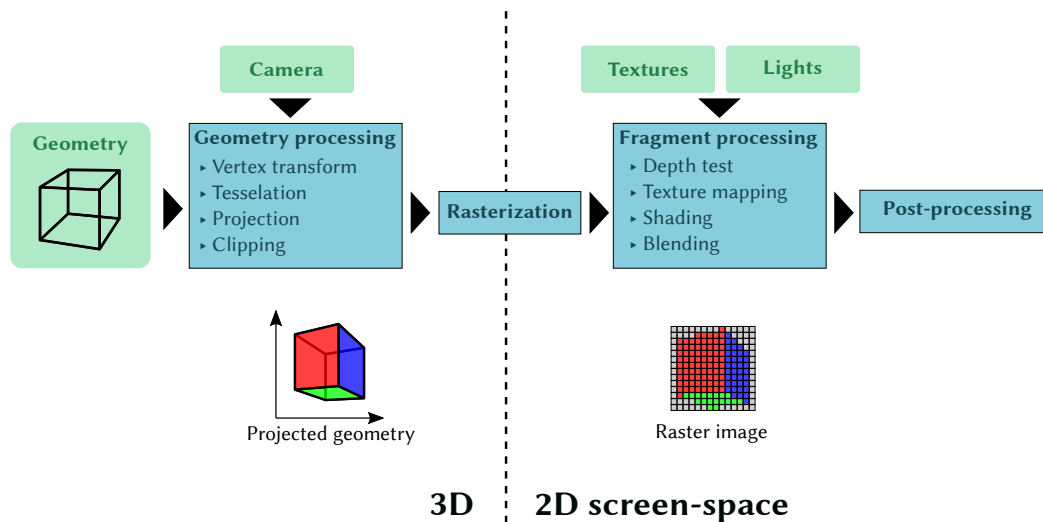 Camera
Textures
Lights
Geometry
Geometry processing
‣ Vertex transform
‣ Tesselation
‣ Projection
‣ Clipping
Rasterization
Fragment processing
‣ Depth test
‣ Texture mapping
‣ Shading
‣ Blending
Post-processing
Projected geometry
Raster image
3D
2D screen-space